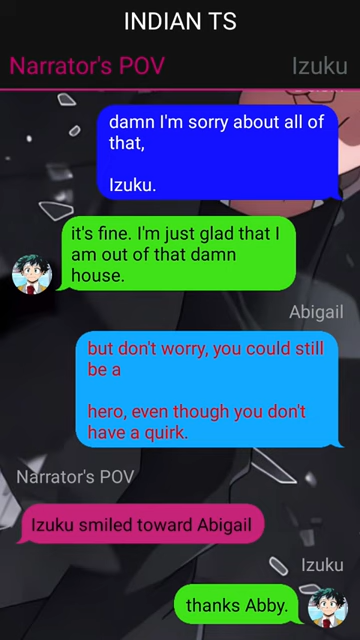 INDIAN TS
Narrator's POV
Izuku
damn I'm sorry about all of
that,
Izuku.
it's fine. I'm just glad that I
am out of that damn
house.
Abigail
but don't worry, you could still
be a
hero, even though you don't
have a quirk.
Narrator's POV
Izuku smiled toward Abigail
Izuku
thanks Abby.